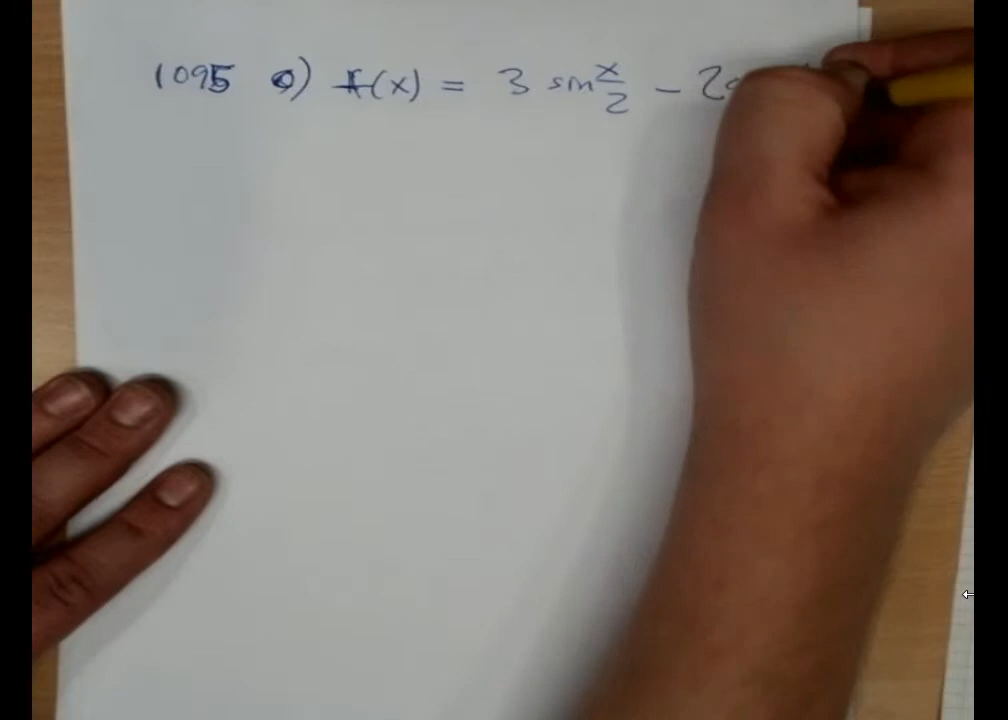 1095 c) f(x) = 3 sin x/2 - 2